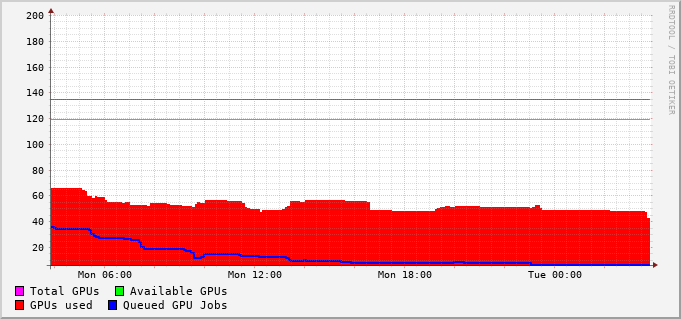 200
180
160
140
120
100
80
60
40
20
Mon 06:00 Mon 12:00 Mon 18:00 Tue 00:00
Total GPUs Available GPUs
GPUs used Queued GPU Jobs
RRDTOOL / TOBI OETIKER